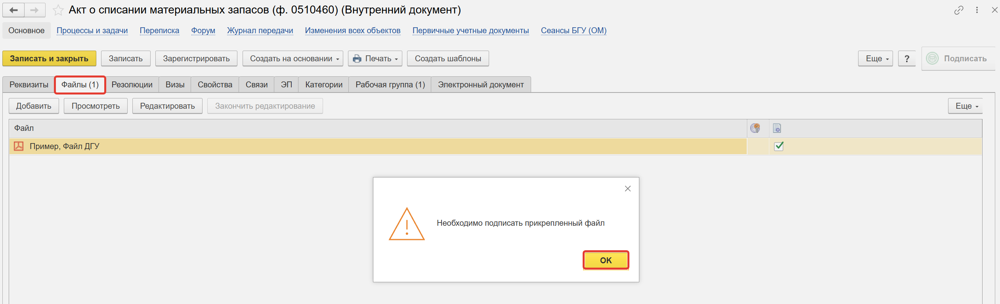 Акт о списании материальных запасов (ф. 0510460) (Внутренний документ)
Основное Процессы и задачи Переписка Форум Журнал передачи Изменения всех объектов Первичные учетные документы Сеансы БГУ (ОМ)
Записать и закрыть Записать Зарегистрировать Создать на основании Печать Создать шаблоны Еще ? Подписать
Реквизиты Файлы (1) Резолюции Визы Свойства Связи ЭП Категории Рабочая группа (1) Электронный документ
Добавить Просмотреть Редактировать Закончить редактирование Еще
Файл
Пример, Файл ДГУ
Необходимо подписать прикрепленный файл
ОК